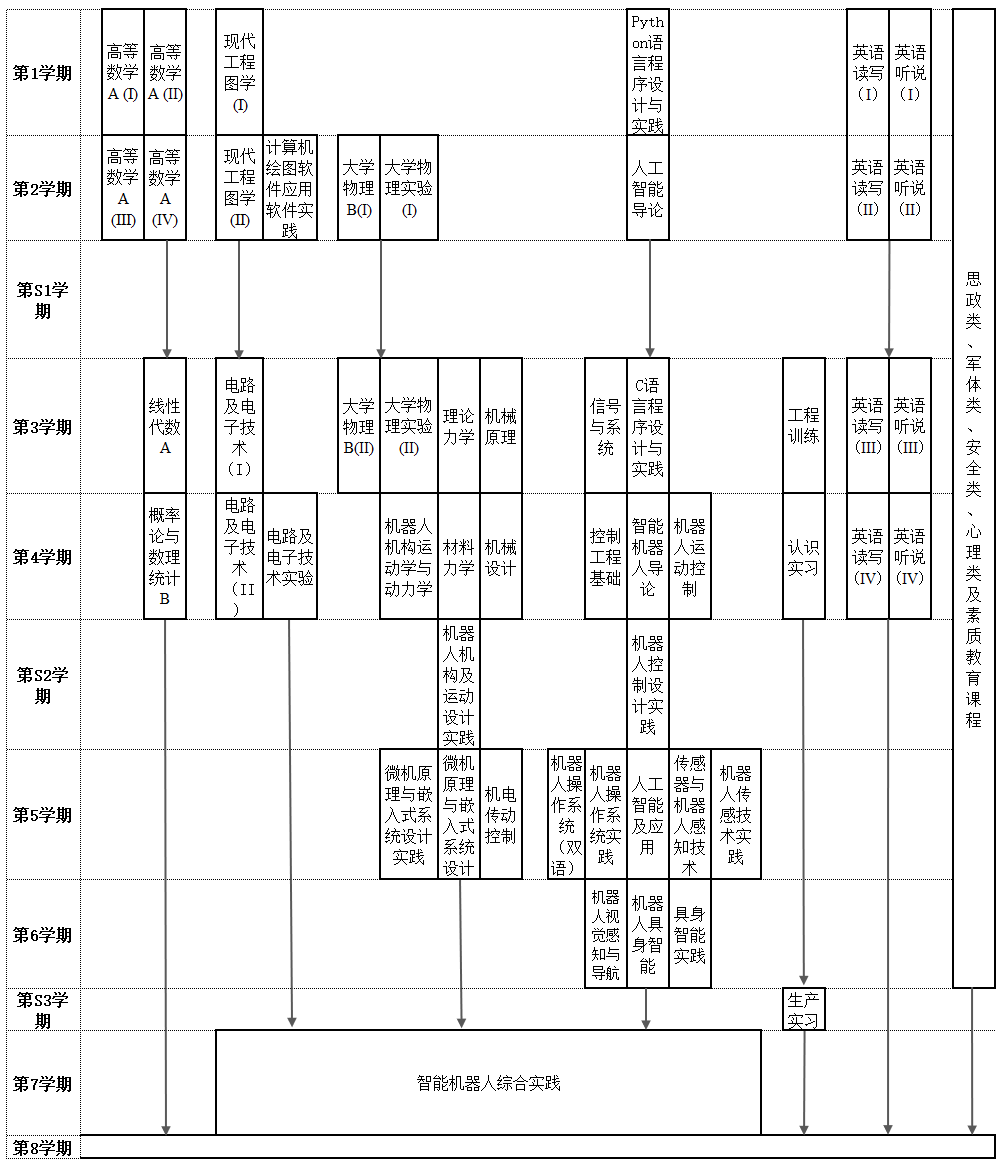 第1学期
高等
数学
A (I)
高等
数学
A (II)
现代
工程
图学
(I)
Pyth
on语
言程
序设
计与
实践
英语
读写
（I）
英语
听说
（I）
第2学期
高等
数学
A
(III)
高等
数学
A
(IV)
现代
工程
图学
(II)
计算机
绘图软
件应用
软件实
践
大学
物理
B(I)
大学物
理实验
(I)
人工
智能
导论
英语
读写
(II)
英语
听说
(II)
第S1学
期
第3学期
线性
代数
A
电路
及电
子技
术
（I）
大学
物理
B(II)
大学物
理实验
(II)
理论
力学
机械
原理
信号
与系
统
C语
言程
序设
计与
实践
工程
训练
英语
读写
(III)
英语
听说
(III)
第4学期
概率
论与
数理
统计
B
电路
及电
子技
术
（II
）
电路及
电子技
术实验
机器人
机构运
动学与
动力学
材料
力学
机械
设计
控制
工程
基础
智能
机器
人导
论
机器
人运
动控
制
认识
实习
英语
读写
(IV)
英语
听说
(IV)
第S2学
期
机器
人机
构及
运动
设计
实践
机器
人控
制设
计实
践
第5学期
微机原
理与嵌
入式系
统设计
实践
微机
原理
与嵌
入式
系统
设计
机电
传动
控制
机器
人操
作系
统
（双
语）
机器
人操
作系
统实
践
人工
智能
及应
用
传感
器与
机器
人感
知技
术
机器
人传
感技
术实
践
第6学期
机器
人视
觉感
知与
导航
机器
人具
身智
能
具身
智能
实践
第S3学
期
生产
实习
第7学期
智能机器人综合实践
第8学期
思
政
类
、
军
体
类
、
安
全
类
、
心
理
类
及
素
质
教
育
课
程